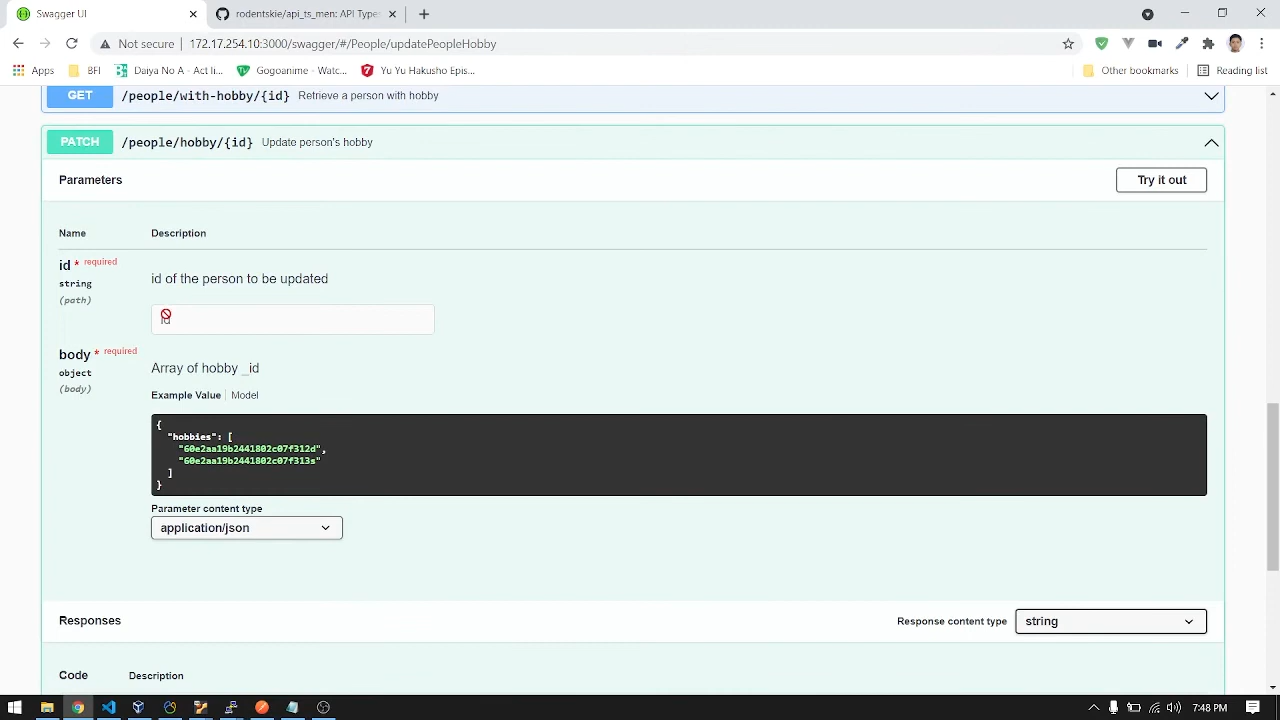 Swagger UI
rodentskie/api_ts_men: API Type
Not secure
172.17.254.10:3000/swagger/#/People/updatePeopleHobby
Apps
BFI
Daiya No A - Act li...
Gogoanime - Watc...
Yu Yu Hakusho Epis...
Other bookmarks
Reading list
GET /people/with-hobby/{id} Retrieve a person with hobby
PATCH /people/hobby/{id} Update person's hobby
Parameters
Try it out
Name Description
id * required
string
(path)
id of the person to be updated
id
body * required
object
(body)
Array of hobby _id
Example Value Model
{
"hobbies": [
"60e2aa19b2441802c07f312d",
"60e2aa19b2441802c07f313s"
]
}
Parameter content type
application/json
Responses
Response content type
string
Code Description
7:48 PM